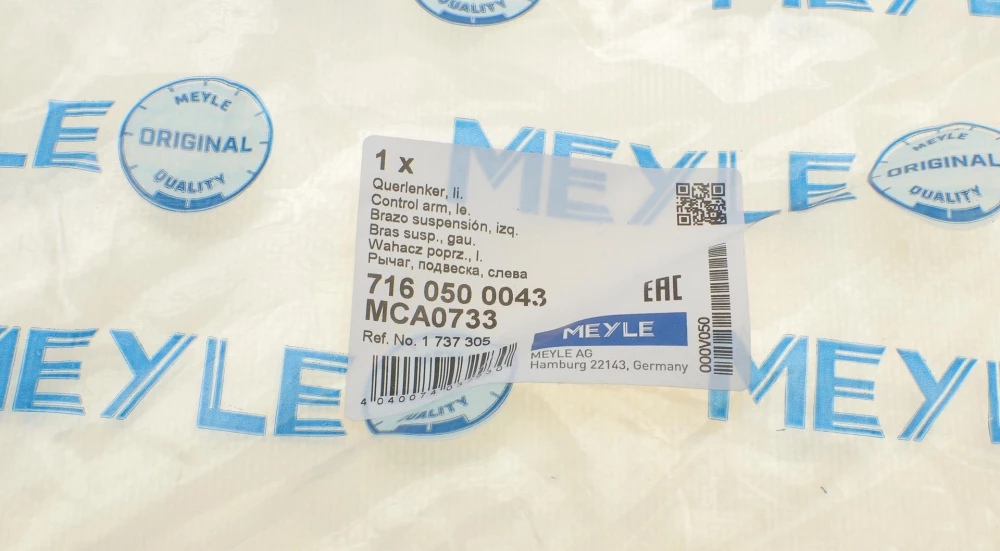 QUALITY
MEYLE
MEYLE
ORIGINAL
QUALITY
MEYLE
MEYLE
ORIGINAL
QUALITY
1 x
Querlenker, li.
Control arm, le.
Brazo suspensión, izq.
Bras susp., gau.
Wahacz poprz., l.
Рычаг, подвеска, слева
716 050 0043
MCA0733
Ref. No. 1 737 305
EAC
MEYLE
MEYLE AG
Hamburg 22143, Germany
000V050
MEYLE
QUALITY
MEYLE